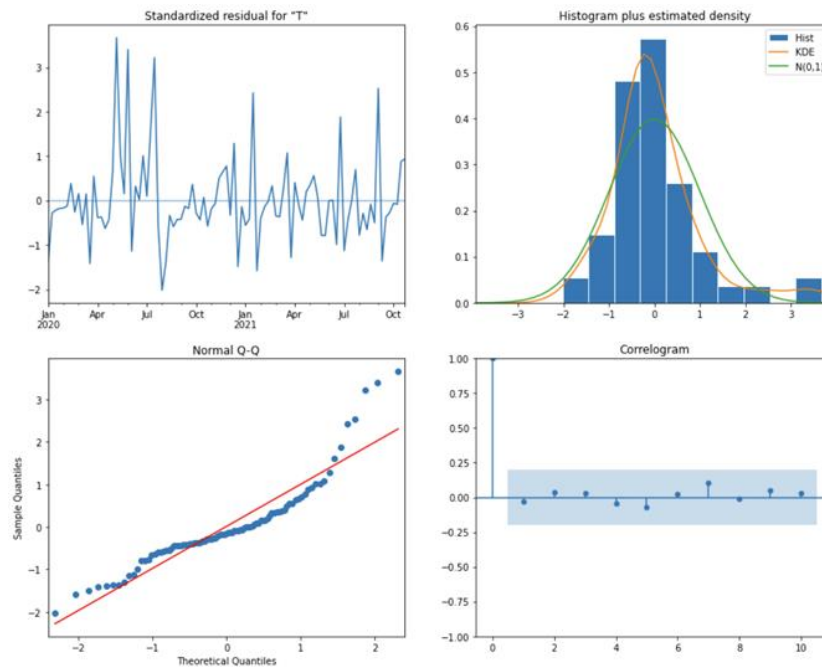 Standardized residual for "T"
3
2
1
0
−1
−2
Jan
2020
Apr
Jul
Oct
Jan
2021
Apr
Jul
Oct
Histogram plus estimated density
Hist
KDE
N(0,1)
0.6
0.5
0.4
0.3
0.2
0.1
0.0
−3 −2 −1 0 1 2 3
Normal Q-Q
Sample Quantiles
3
2
1
0
−1
−2
−2 −1 0 1 2
Theoretical Quantiles
Correlogram
1.00
0.75
0.50
0.25
0.00
−0.25
−0.50
−0.75
−1.00
0 2 4 6 8 10